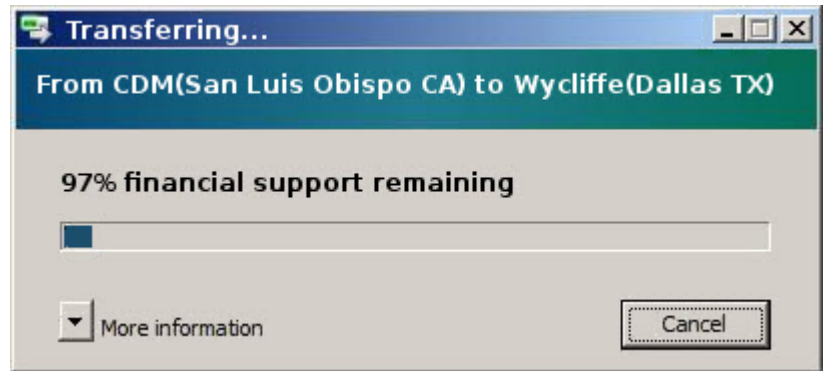 Transferring...
From CDM(San Luis Obispo CA) to Wycliffe(Dallas TX)
97% financial support remaining
More information
Cancel